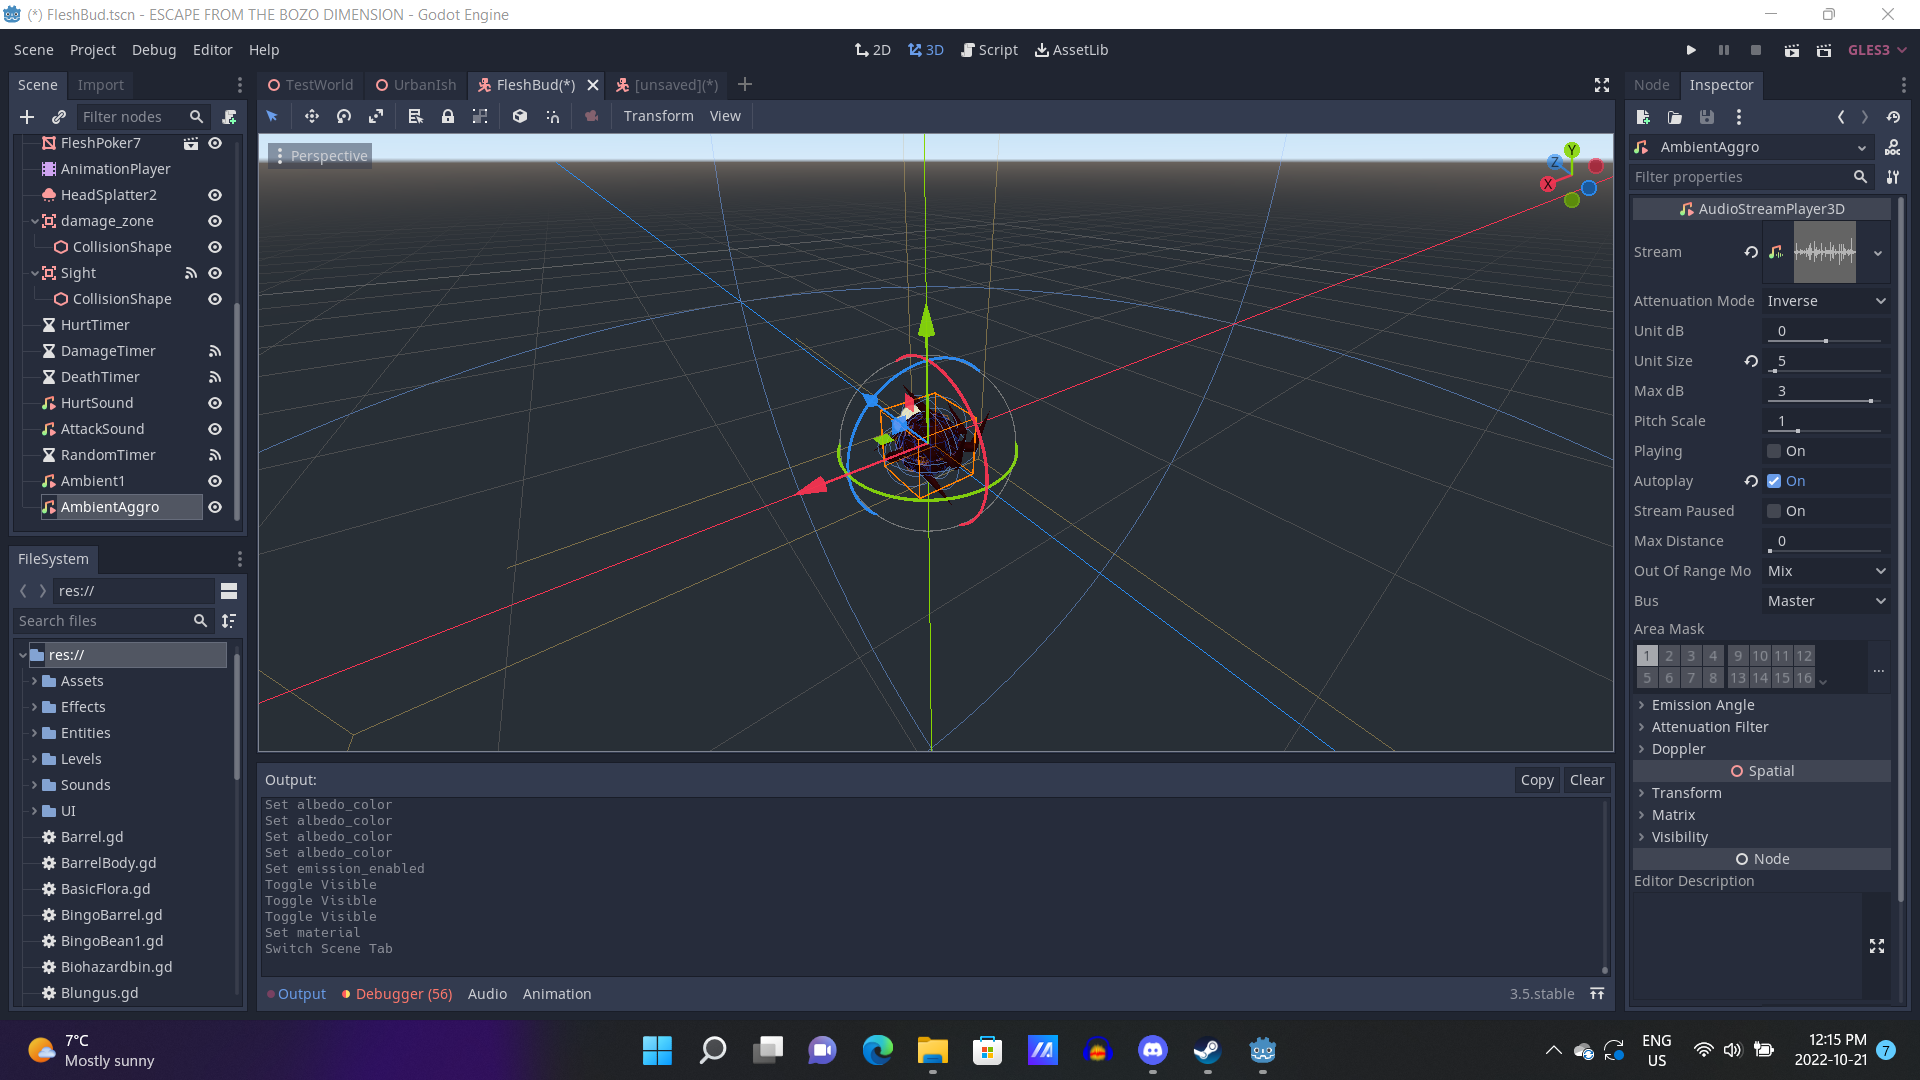 (*) FleshBud.tscn - ESCAPE FROM THE BOZO DIMENSION - Godot Engine
Scene Project Debug Editor Help
2D 3D Script AssetLib
GLES3
Scene Import
TestWorld UrbanIsh FleshBud(*) [unsaved](*)
Node Inspector
Filter nodes
Transform View
FleshPoker7
AnimationPlayer
HeadSplatter2
damage_zone
CollisionShape
Sight
CollisionShape
HurtTimer
DamageTimer
DeathTimer
HurtSound
AttackSound
RandomTimer
Ambient1
AmbientAggro
FileSystem
res://
Search files
res://
Assets
Effects
Entities
Levels
Sounds
UI
Barrel.gd
BarrelBody.gd
BasicFlora.gd
BingoBarrel.gd
BingoBean1.gd
Biohazardbin.gd
Blungus.gd
Perspective
Y
Z
X
Output:
Copy Clear
Set albedo_color
Set albedo_color
Set albedo_color
Set albedo_color
Set emission_enabled
Toggle Visible
Toggle Visible
Toggle Visible
Set material
Switch Scene Tab
Output Debugger (56) Audio Animation
3.5.stable
AmbientAggro
Filter properties
AudioStreamPlayer3D
Stream
Attenuation Mode Inverse
Unit dB 0
Unit Size 5
Max dB 3
Pitch Scale 1
Playing On
Autoplay On
Stream Paused On
Max Distance 0
Out Of Range Mo Mix
Bus Master
Area Mask
1 2 3 4 9 10 11 12
5 6 7 8 13 14 15 16
...
Emission Angle
Attenuation Filter
Doppler
Spatial
Transform
Matrix
Visibility
Node
Editor Description
7°C
Mostly sunny
ENG
US
12:15 PM
2022-10-21
7